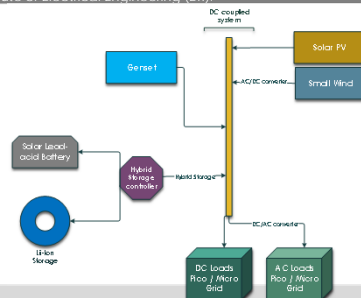 DC coupled
system
Solar PV
Genset
AC/DC converter
Small Wind
Solar Lead-
acid Battery
Hybrid
Storage
controller
Hybrid Storage
Li-Ion
Storage
DC/AC converter
DC Loads
Pico / Micro
Grid
AC Loads
Pico / Micro
Grid